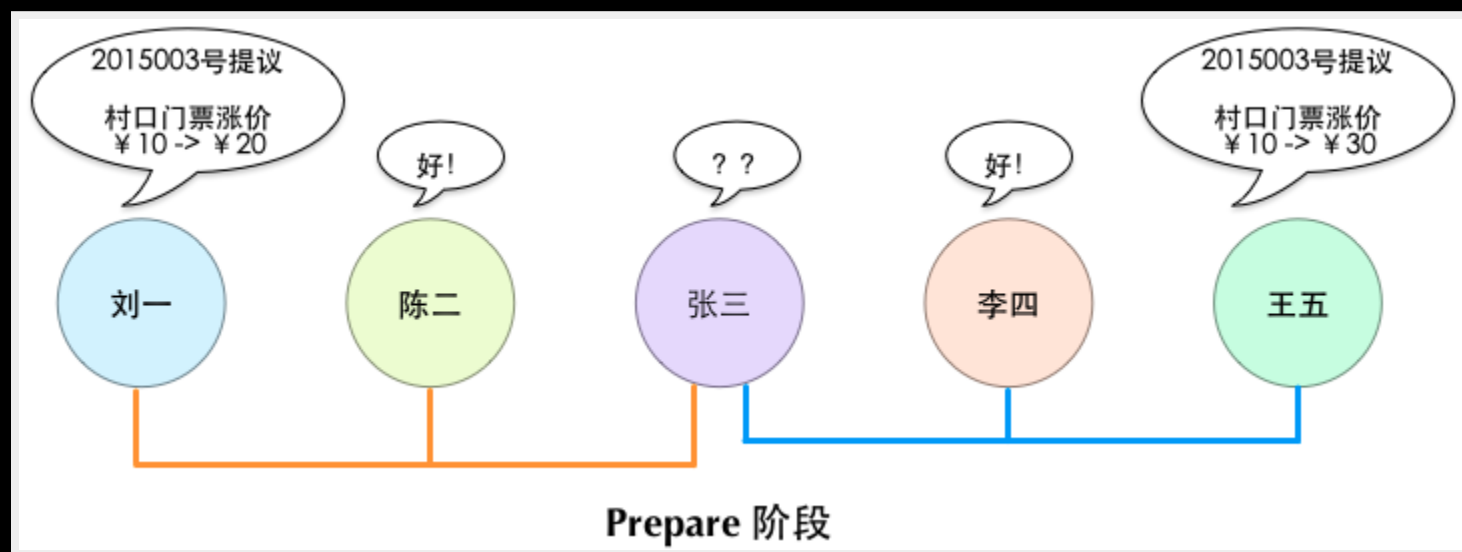 2015003号提议
村口门票涨价
￥10 -> ￥20
好!
? ?
好!
2015003号提议
村口门票涨价
￥10 -> ￥30
刘一
陈二
张三
李四
王五
Prepare 阶段